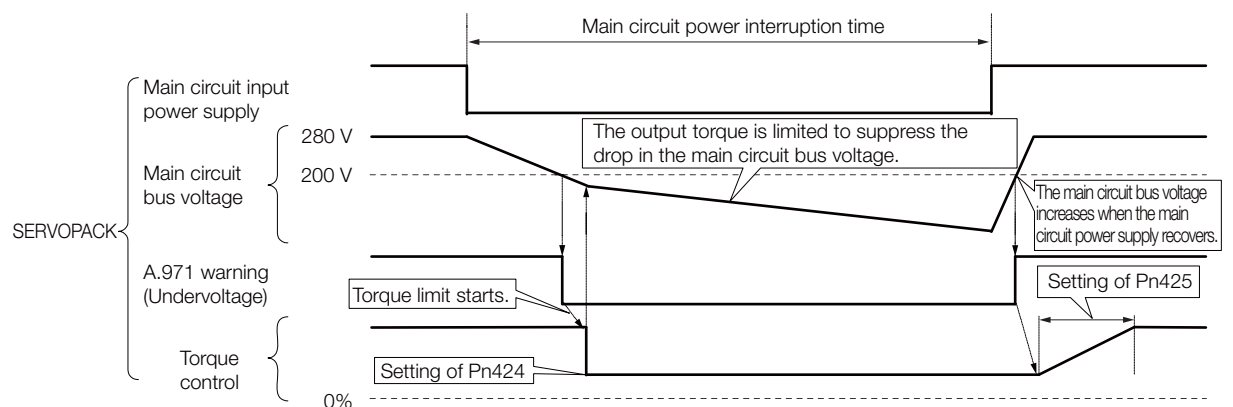 Main circuit power interruption time
Main circuit input
power supply
The output torque is limited to suppress the
drop in the main circuit bus voltage.
280 V
200 V
Main circuit
bus voltage
The main circuit bus voltage
increases when the main
circuit power supply recovers.
SERVOPACK
A.971 warning
(Undervoltage)
Torque limit starts.
Setting of Pn425
Torque
control
Setting of Pn424
0%